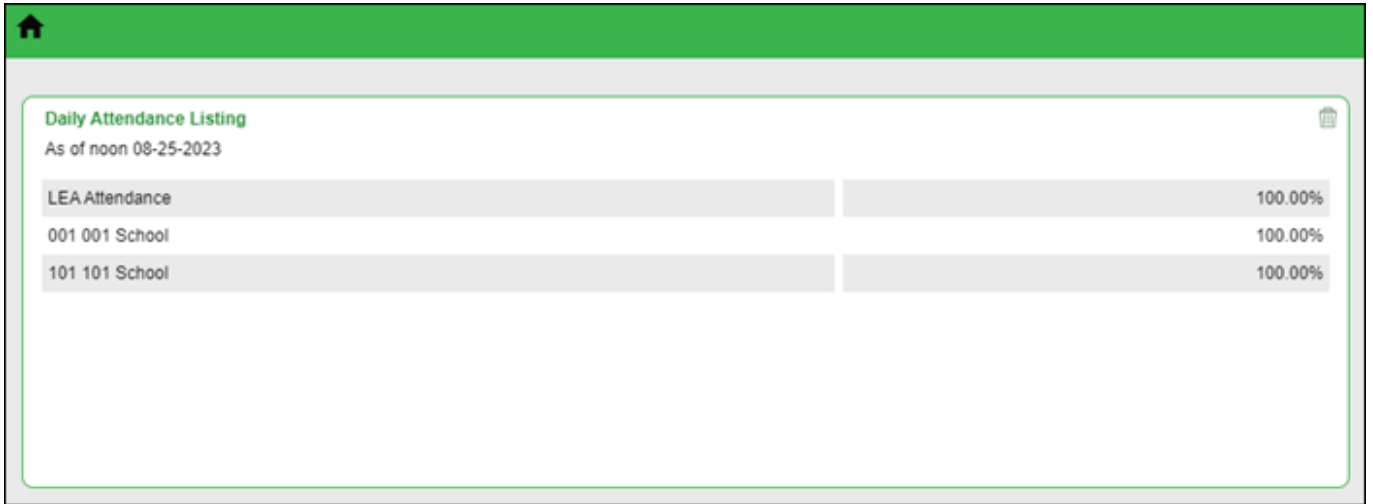 Daily Attendance Listing
As of noon 08-25-2023
LEA Attendance 100.00%
001 001 School 100.00%
101 101 School 100.00%